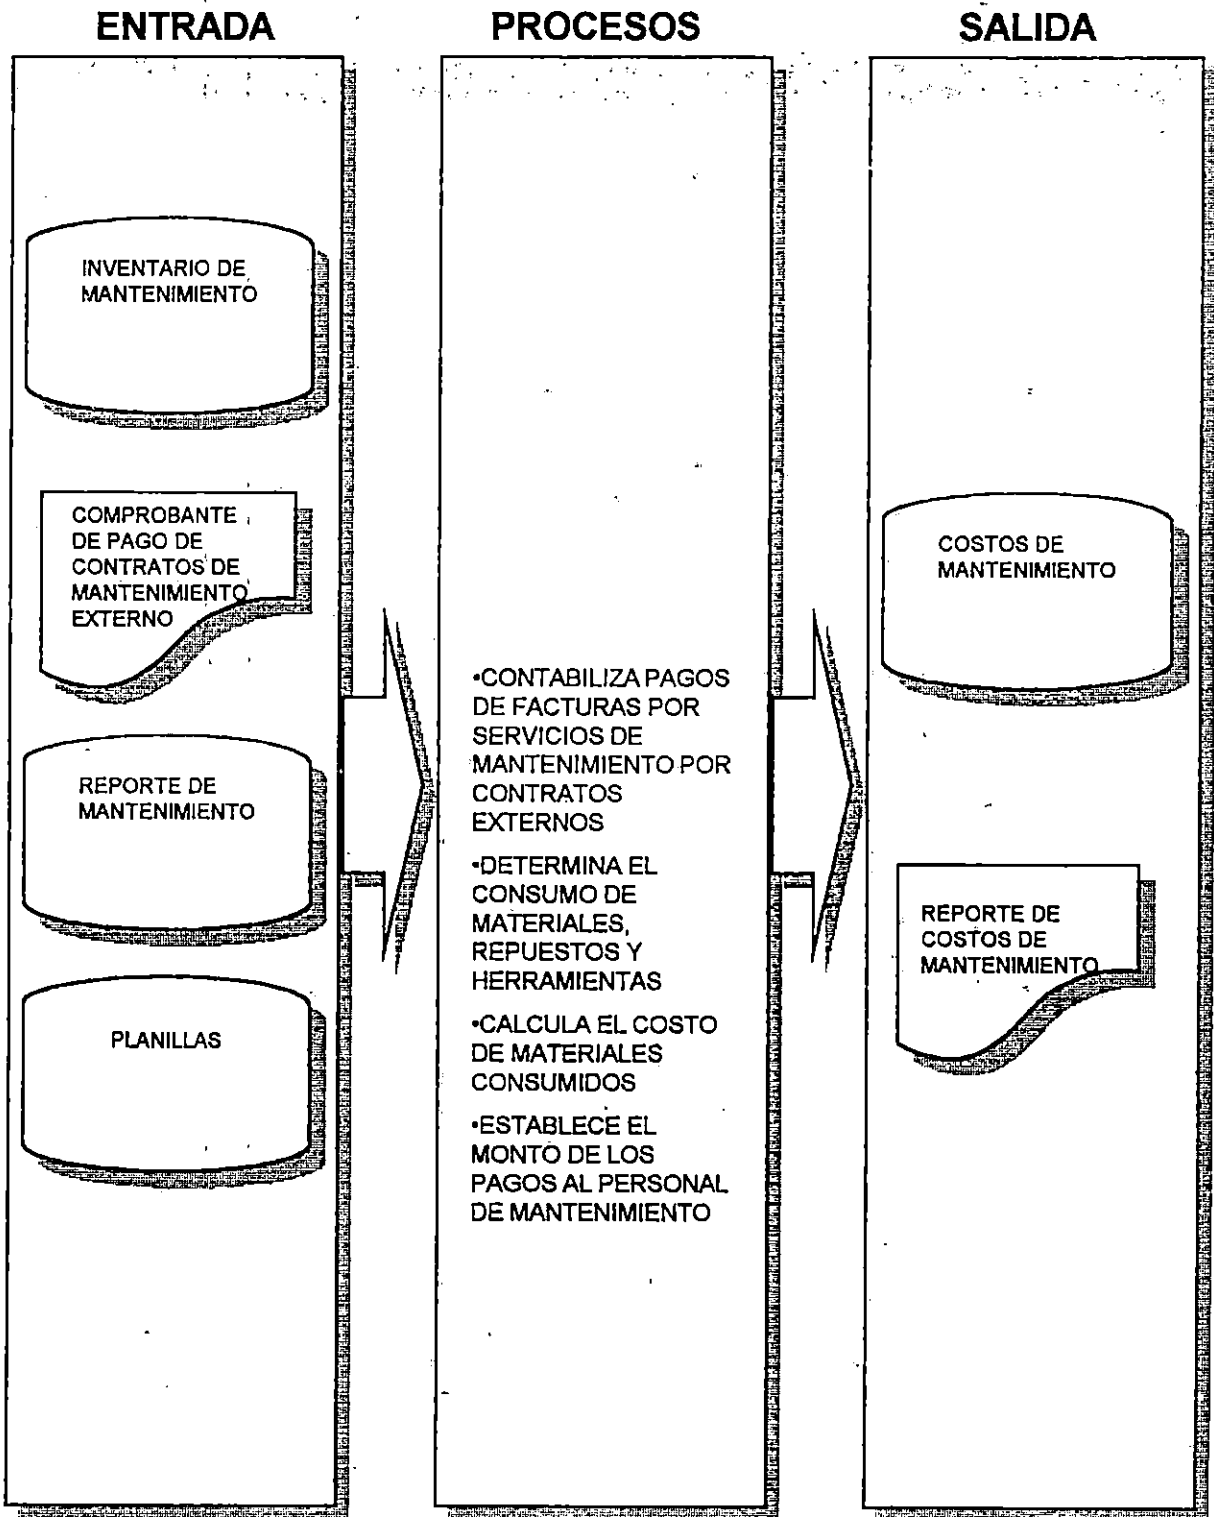 ENTRADA
PROCESOS
SALIDA
INVENTARIO DE
MANTENIMIENTO
COMPROBANTE
DE PAGO DE
CONTRATOS DE
MANTENIMIENTO
EXTERNO
REPORTE DE
MANTENIMIENTO
PLANILLAS
•CONTABILIZA PAGOS
DE FACTURAS POR
SERVICIOS DE
MANTENIMIENTO POR
CONTRATOS
EXTERNOS
•DETERMINA EL
CONSUMO DE
MATERIALES,
REPUESTOS Y
HERRAMIENTAS
•CALCULA EL COSTO
DE MATERIALES
CONSUMIDOS
•ESTABLECE EL
MONTO DE LOS
PAGOS AL PERSONAL
DE MANTENIMIENTO
COSTOS DE
MANTENIMIENTO
REPORTE DE
COSTOS DE
MANTENIMIENTO